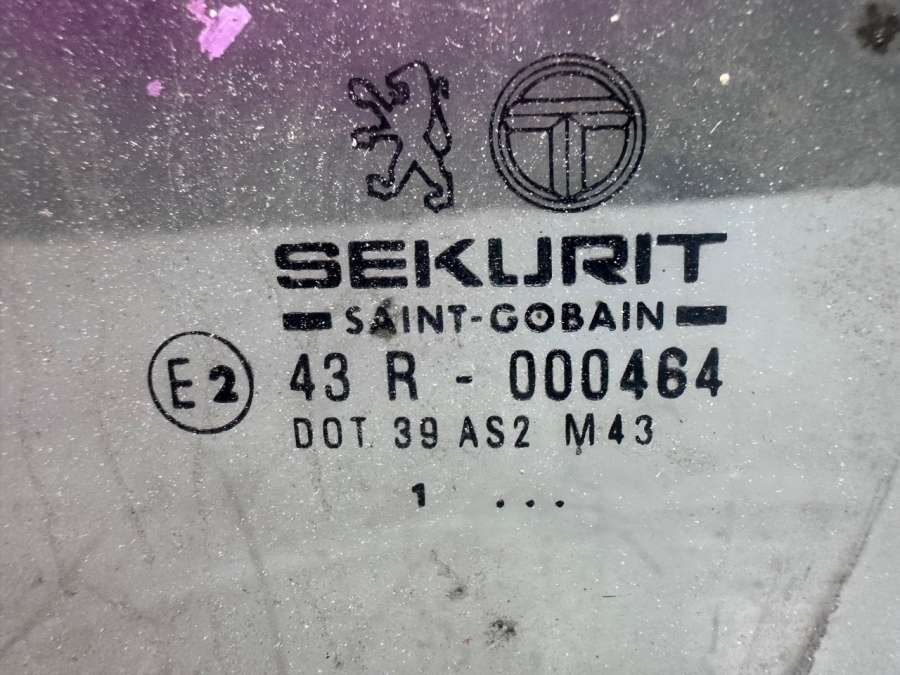 SEKURIT
SAINT-GOBAIN
E2 43 R - 000464
DOT 39 AS2 M43
1 ...